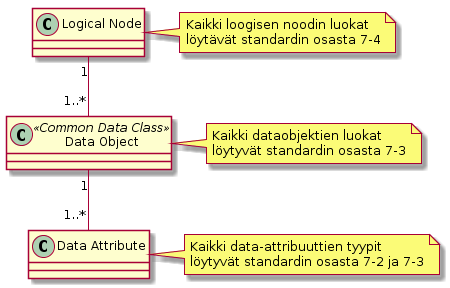 C Logical Node
Kaikki loogisen noodin luokat
löytävät standardin osasta 7-4
1
1..*
«Common Data Class»
C Data Object
Kaikki dataobjektien luokat
löytyvät standardin osasta 7-3
1
1..*
C Data Attribute
Kaikki data-attribuuttien tyypit
löytyvät standardin osasta 7-2 ja 7-3